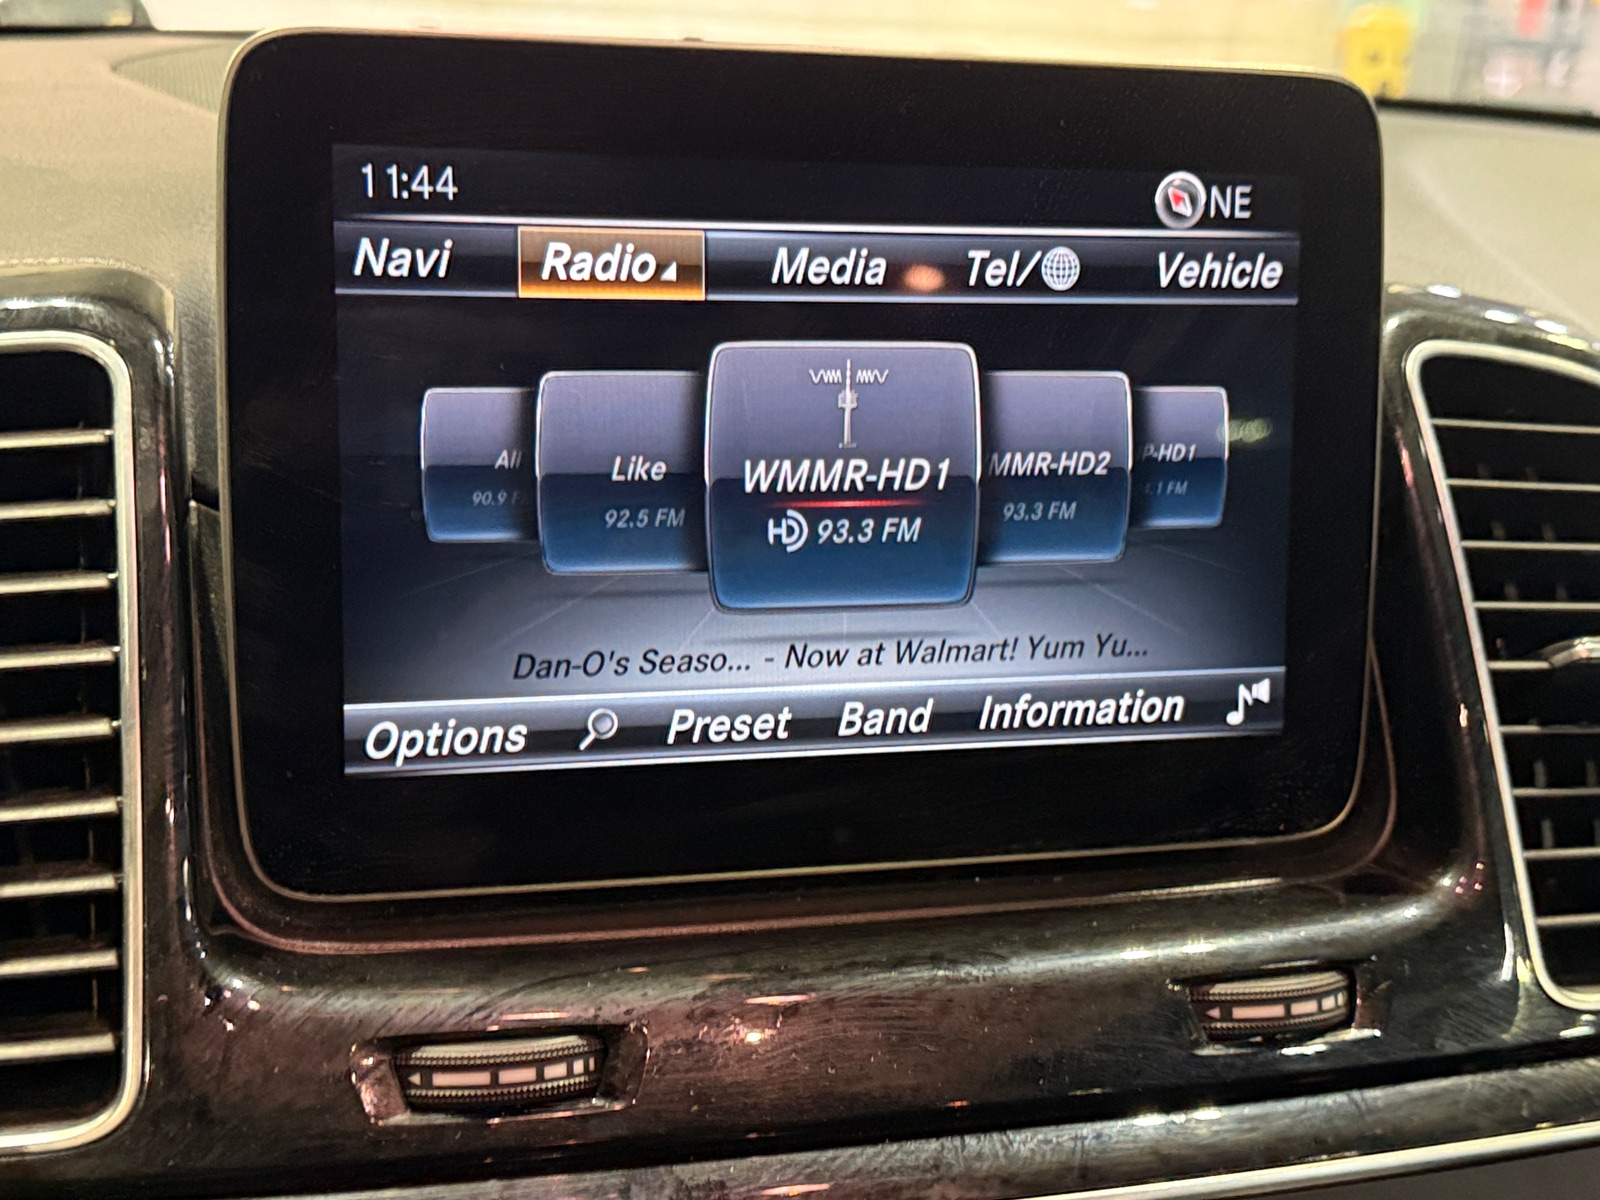 11:44 NE
Navi Radio Media Tel/ Vehicle
All Like WMMR-HD1 MMR-HD2 P-HD1
90.9 F 92.5 FM HD 93.3 FM 93.3 FM .1 FM
Dan-O's Seaso... - Now at Walmart! Yum Yu...
Options Preset Band Information